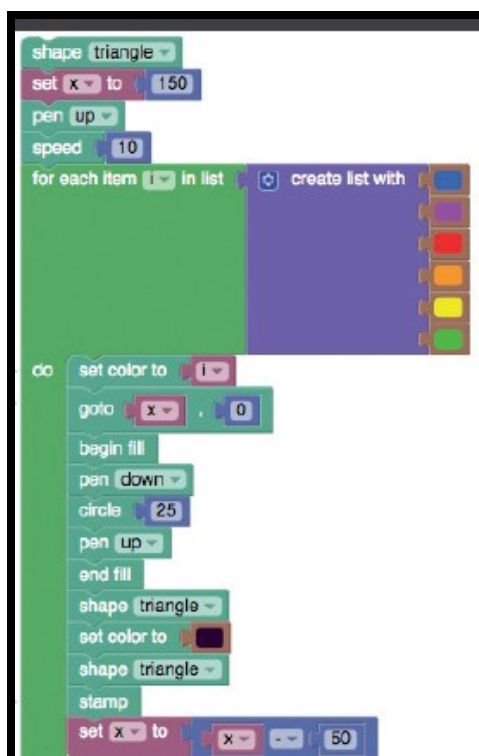 shape triangle
set x to 150
pen up
speed 10
for each item i in list create list with
do set color to i
goto x , 0
begin fill
pen down
circle 25
pen up
end fill
shape triangle
set color to
shape triangle
stamp
set x to x - 50